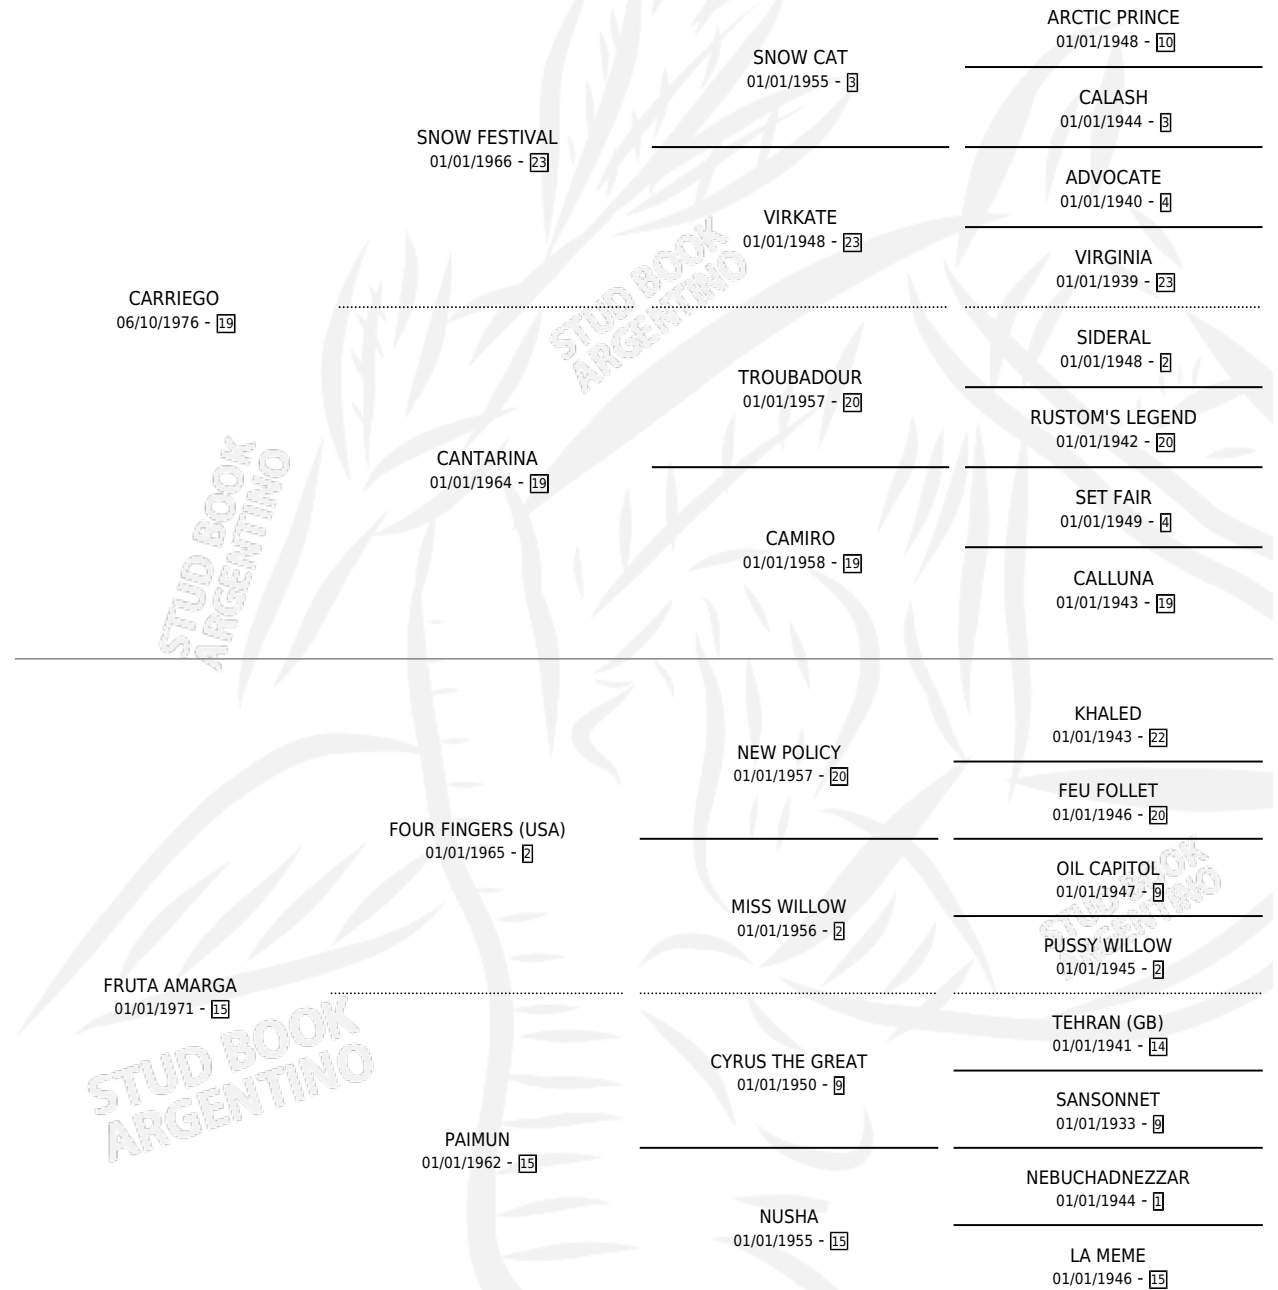 ARCTIC PRINCE
01/01/1948 - 10
SNOW CAT
01/01/1955 - 3
CALASH
01/01/1944 - 3
SNOW FESTIVAL
01/01/1966 - 23
ADVOCATE
01/01/1940 - 4
VIRKATE
01/01/1948 - 23
VIRGINIA
01/01/1939 - 23
CARRIEGO
06/10/1976 - 19
STUD BOOK
ARGENTINO
SIDERAL
01/01/1948 - 2
TROUBADOUR
01/01/1957 - 20
RUSTOM'S LEGEND
01/01/1942 - 20
CANTARINA
01/01/1964 - 19
SET FAIR
01/01/1949 - 4
CAMIRO
01/01/1958 - 19
CALLUNA
01/01/1943 - 19
STUD BOOK
ARGENTINO
KHALED
01/01/1943 - 22
NEW POLICY
01/01/1957 - 20
FEU FOLLET
01/01/1946 - 20
FOUR FINGERS (USA)
01/01/1965 - 2
OIL CAPITOL
01/01/1947 - 9
MISS WILLOW
01/01/1956 - 2
STUD BOOK
ARGENTINO
PUSSY WILLOW
01/01/1945 - 2
FRUTA AMARGA
01/01/1971 - 15
TEHRAN (GB)
01/01/1941 - 14
CYRUS THE GREAT
01/01/1950 - 9
STUD BOOK
ARGENTINO
SANSONNET
01/01/1933 - 9
PAIMUN
01/01/1962 - 15
NEBUCHADNEZZAR
01/01/1944 - 1
NUSHA
01/01/1955 - 15
LA MEME
01/01/1946 - 15